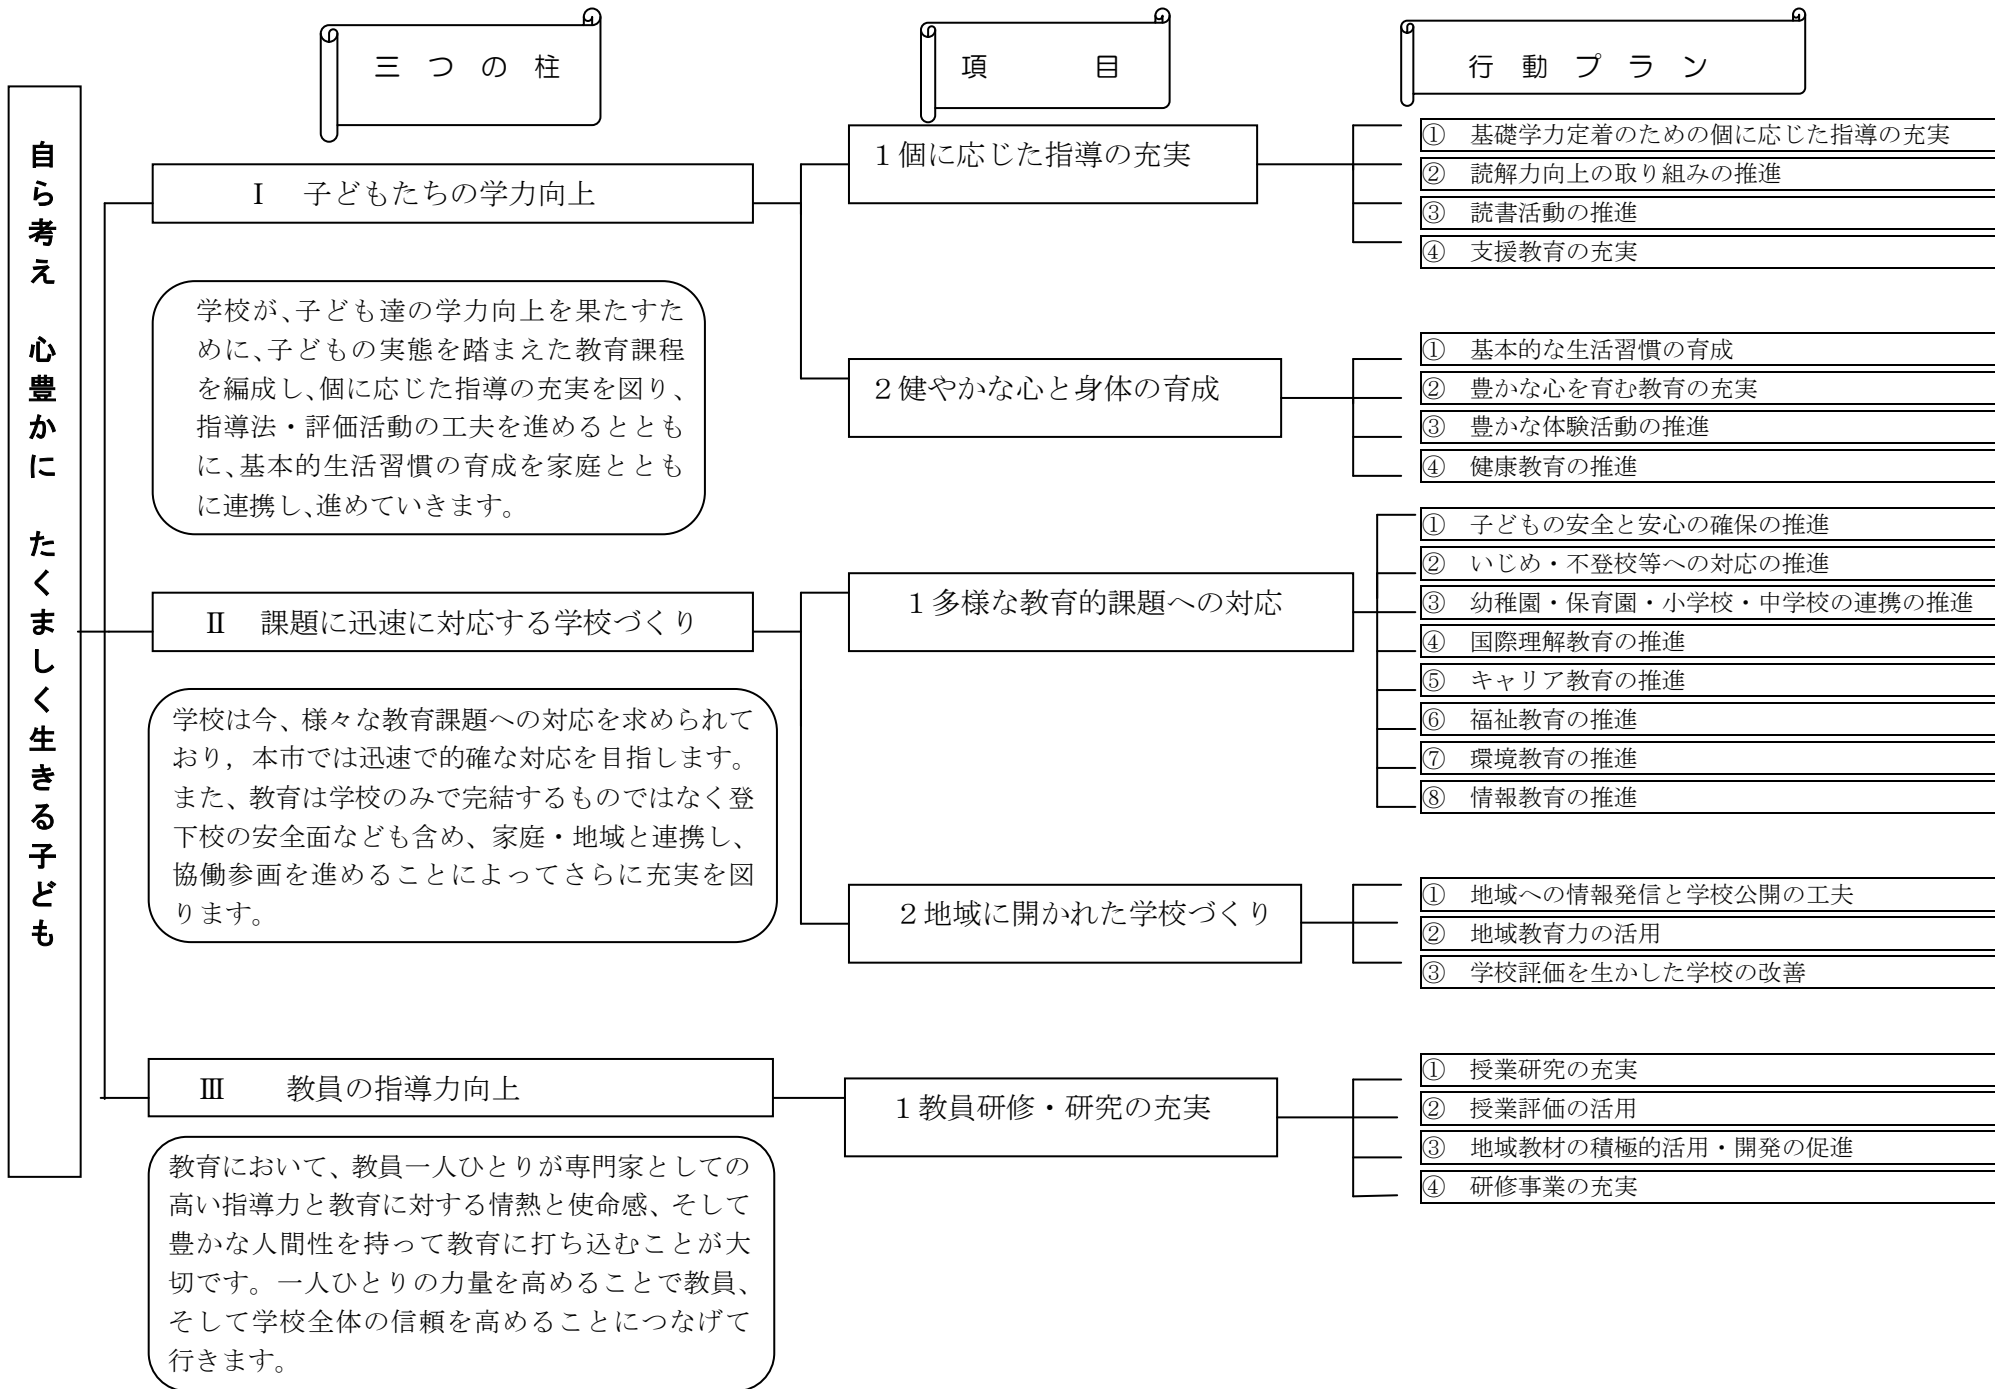 三つの柱
項　目
行動プラン
自ら考え　心豊かに　たくましく生きる子ども
Ⅰ　子どもたちの学力向上
学校が、子ども達の学力向上を果たすた
めに、子どもの実態を踏まえた教育課程
を編成し、個に応じた指導の充実を図り、
指導法・評価活動の工夫を進めるととも
に、基本的生活習慣の育成を家庭ととも
に連携し、進めていきます。
1個に応じた指導の充実
①　基礎学力定着のための個に応じた指導の充実
②　読解力向上の取り組みの推進
③　読書活動の推進
④　支援教育の充実
2健やかな心と身体の育成
①　基本的な生活習慣の育成
②　豊かな心を育む教育の充実
③　豊かな体験活動の推進
④　健康教育の推進
Ⅱ　課題に迅速に対応する学校づくり
学校は今、様々な教育課題への対応を求められて
おり，本市では迅速で的確な対応を目指します。
また、教育は学校のみで完結するものではなく登
下校の安全面なども含め、家庭・地域と連携し、
協働参画を進めることによってさらに充実を図
ります。
1多様な教育的課題への対応
①　子どもの安全と安心の確保の推進
②　いじめ・不登校等への対応の推進
③　幼稚園・保育園・小学校・中学校の連携の推進
④　国際理解教育の推進
⑤　キャリア教育の推進
⑥　福祉教育の推進
⑦　環境教育の推進
⑧　情報教育の推進
2地域に開かれた学校づくり
①　地域への情報発信と学校公開の工夫
②　地域教育力の活用
③　学校評価を生かした学校の改善
Ⅲ　教員の指導力向上
教育において、教員一人ひとりが専門家としての
高い指導力と教育に対する情熱と使命感、そして
豊かな人間性を持って教育に打ち込むことが大
切です。一人ひとりの力量を高めることで教員、
そして学校全体の信頼を高めることにつなげて
行きます。
1教員研修・研究の充実
①　授業研究の充実
②　授業評価の活用
③　地域教材の積極的活用・開発の促進
④　研修事業の充実